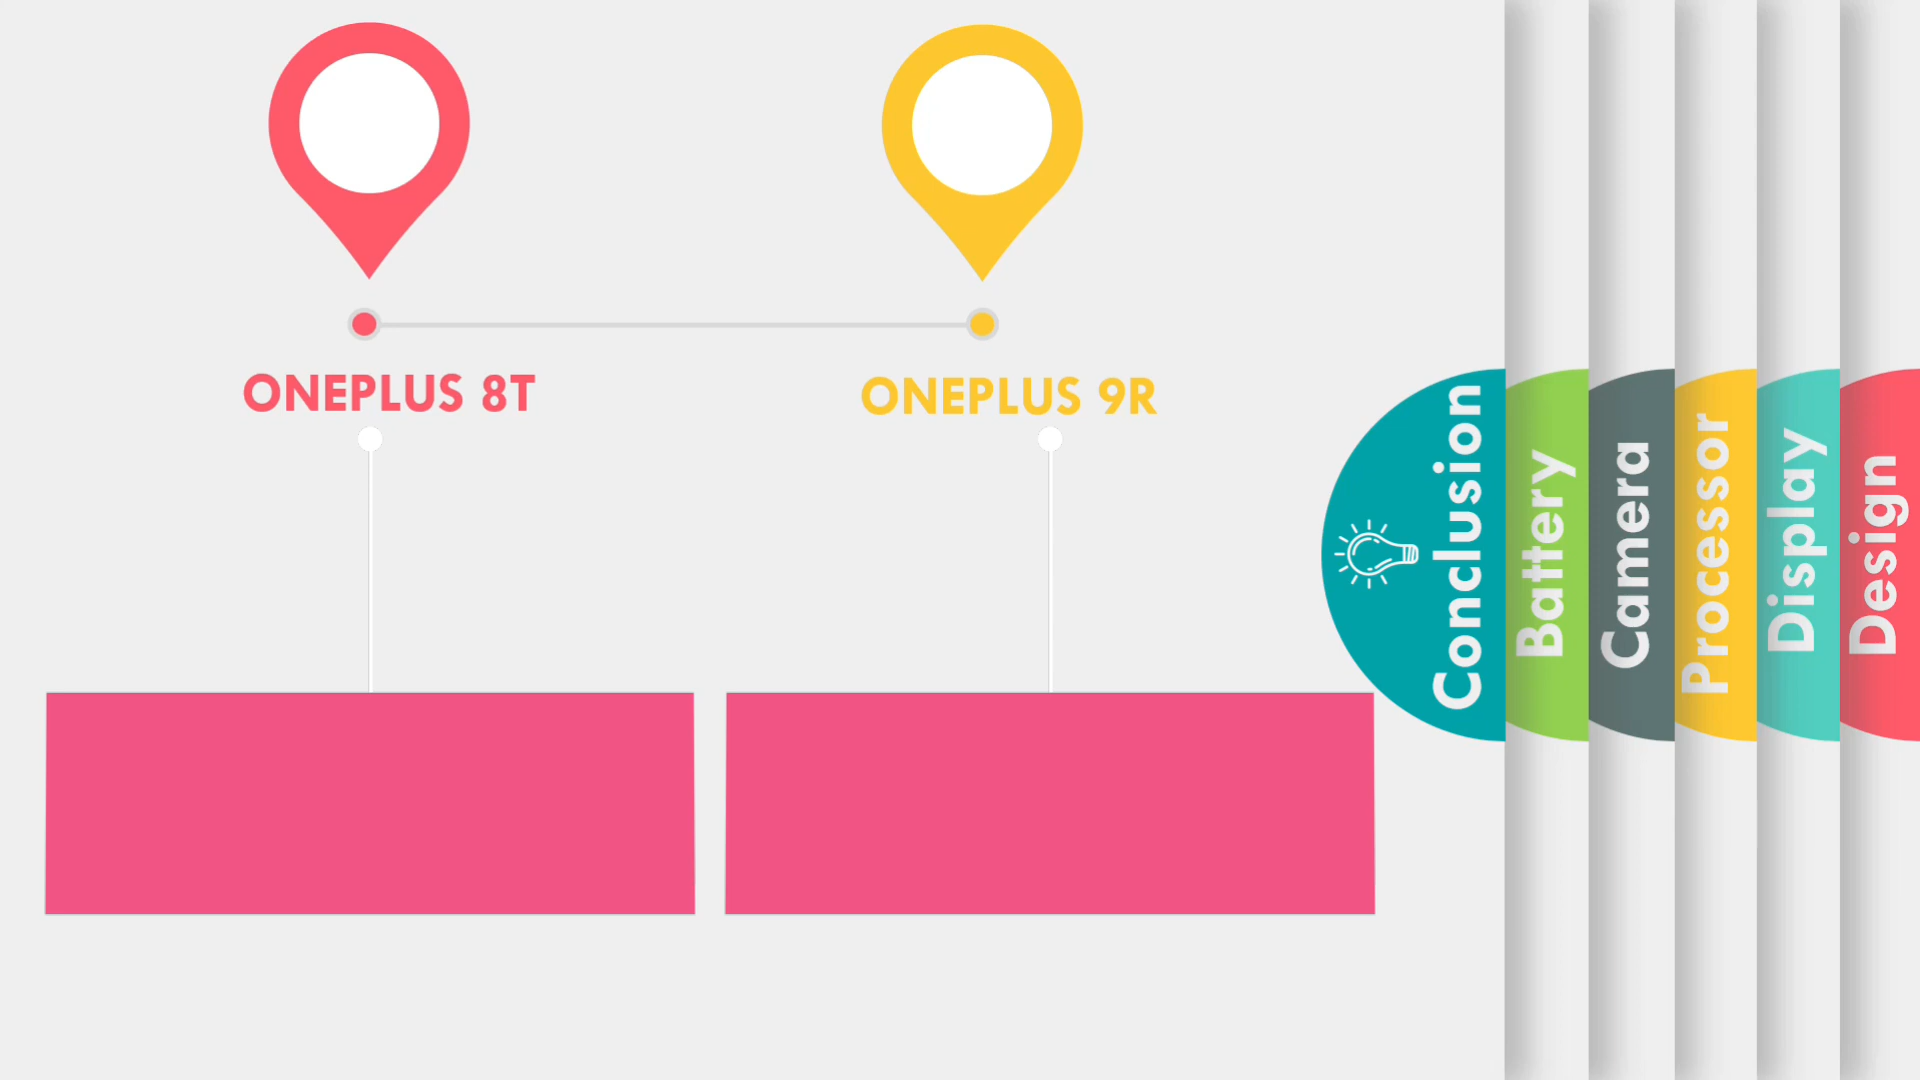 ONEPLUS 8T
ONEPLUS 9R
Conclusion
Battery
Camera
Processor
Display
Design